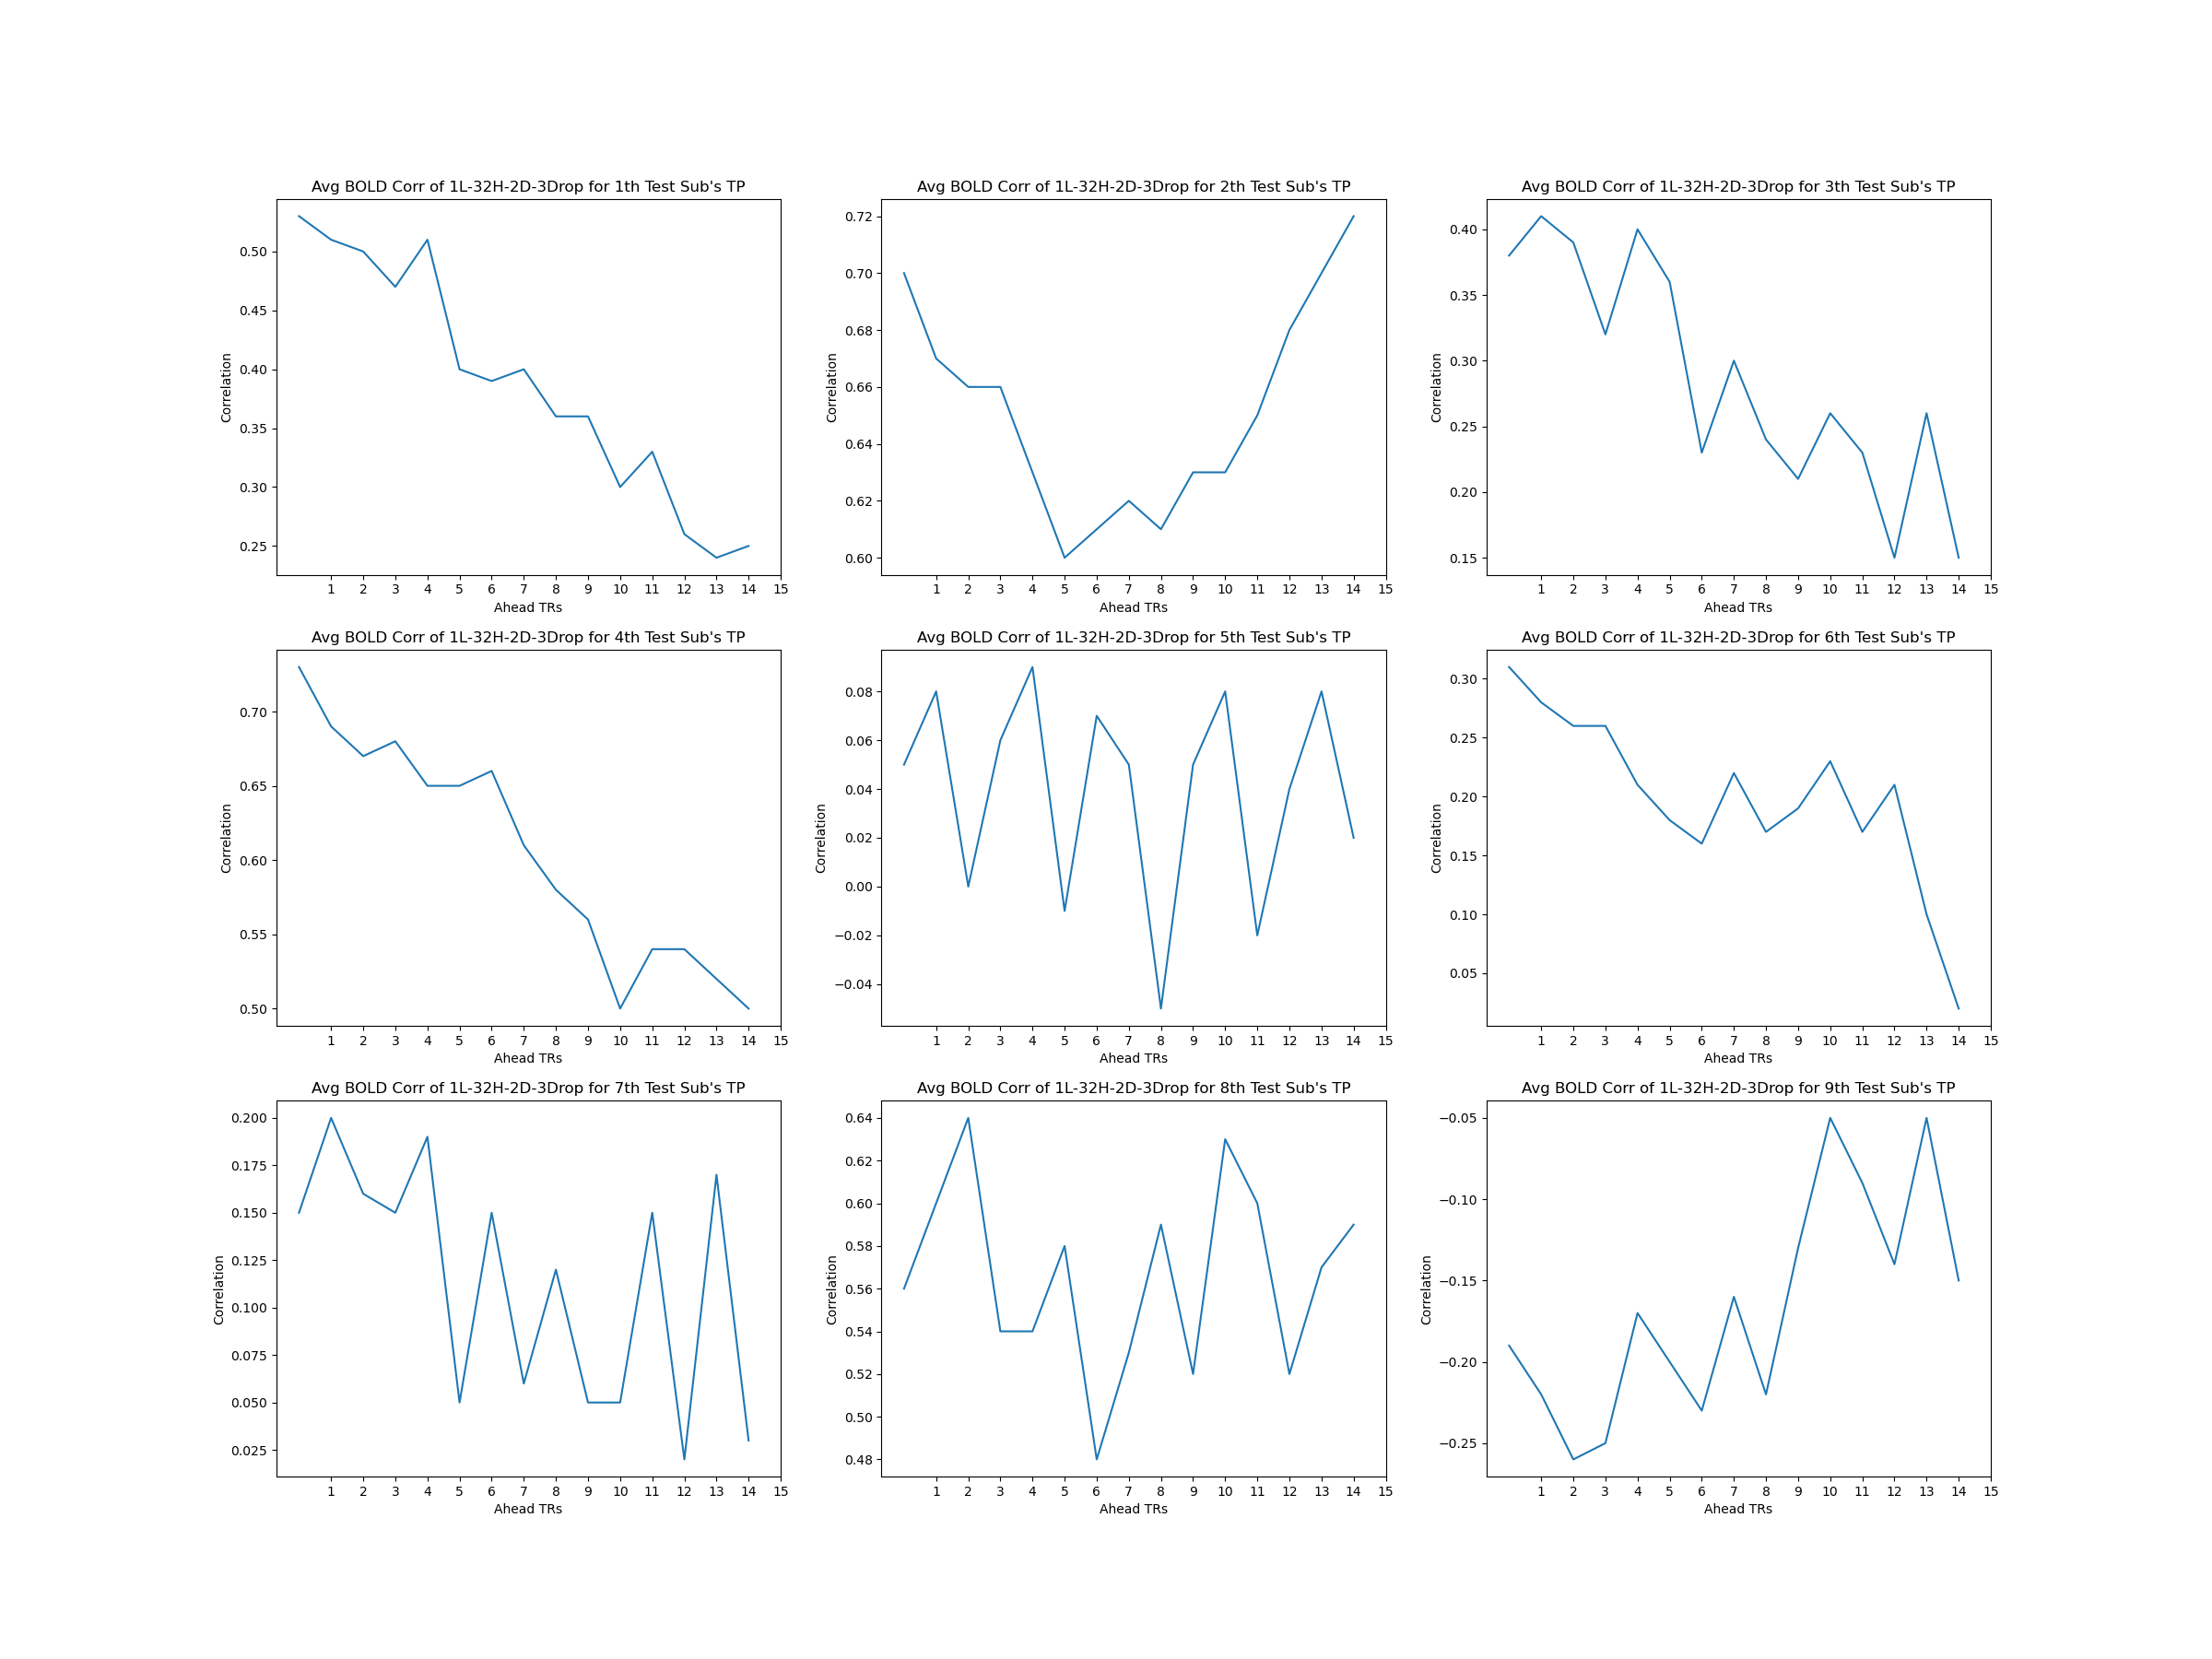 Avg BOLD Corr of 1L-32H-2D-3Drop for 1th Test Sub's TP
Correlation
0.50
0.45
0.40
0.35
0.30
0.25
1 2 3 4 5 6 7 8 9 10 11 12 13 14 15
Ahead TRs
Avg BOLD Corr of 1L-32H-2D-3Drop for 2th Test Sub's TP
Correlation
0.72
0.70
0.68
0.66
0.64
0.62
0.60
1 2 3 4 5 6 7 8 9 10 11 12 13 14 15
Ahead TRs
Avg BOLD Corr of 1L-32H-2D-3Drop for 3th Test Sub's TP
Correlation
0.40
0.35
0.30
0.25
0.20
0.15
1 2 3 4 5 6 7 8 9 10 11 12 13 14 15
Ahead TRs
Avg BOLD Corr of 1L-32H-2D-3Drop for 4th Test Sub's TP
Correlation
0.70
0.65
0.60
0.55
0.50
1 2 3 4 5 6 7 8 9 10 11 12 13 14 15
Ahead TRs
Avg BOLD Corr of 1L-32H-2D-3Drop for 5th Test Sub's TP
Correlation
0.08
0.06
0.04
0.02
0.00
−0.02
−0.04
1 2 3 4 5 6 7 8 9 10 11 12 13 14 15
Ahead TRs
Avg BOLD Corr of 1L-32H-2D-3Drop for 6th Test Sub's TP
Correlation
0.30
0.25
0.20
0.15
0.10
0.05
1 2 3 4 5 6 7 8 9 10 11 12 13 14 15
Ahead TRs
Avg BOLD Corr of 1L-32H-2D-3Drop for 7th Test Sub's TP
Correlation
0.200
0.175
0.150
0.125
0.100
0.075
0.050
0.025
1 2 3 4 5 6 7 8 9 10 11 12 13 14 15
Ahead TRs
Avg BOLD Corr of 1L-32H-2D-3Drop for 8th Test Sub's TP
Correlation
0.64
0.62
0.60
0.58
0.56
0.54
0.52
0.50
0.48
1 2 3 4 5 6 7 8 9 10 11 12 13 14 15
Ahead TRs
Avg BOLD Corr of 1L-32H-2D-3Drop for 9th Test Sub's TP
Correlation
−0.05
−0.10
−0.15
−0.20
−0.25
1 2 3 4 5 6 7 8 9 10 11 12 13 14 15
Ahead TRs